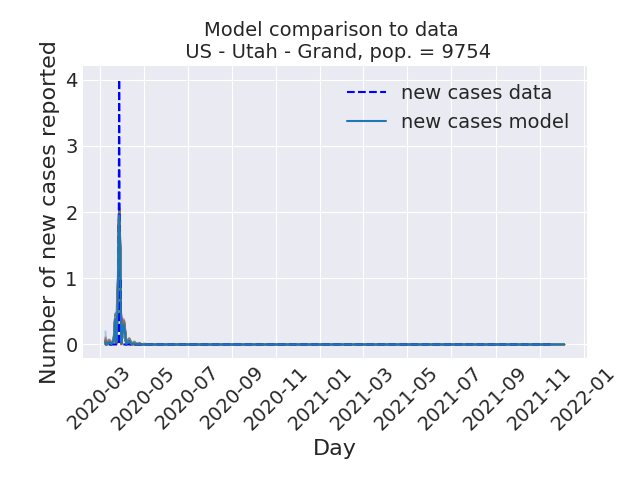 Model comparison to data
US - Utah - Grand, pop. = 9754
Number of new cases reported
4
3
2
1
0
new cases data
new cases model
2020-03
2020-05
2020-07
2020-09
2020-11
2021-01
2021-03
2021-05
2021-07
2021-09
2021-11
2022-01
Day